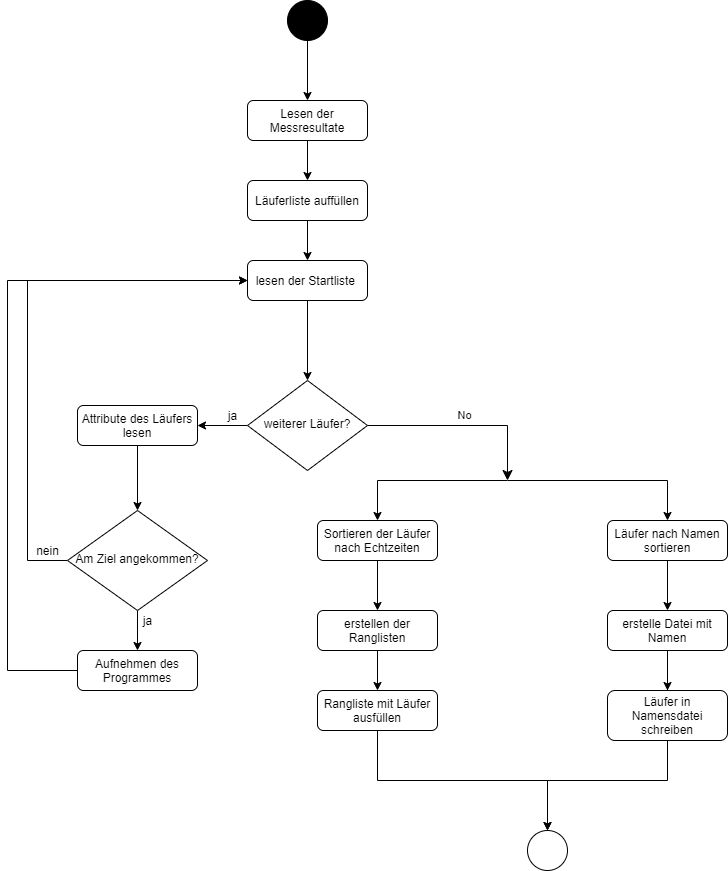 Lesen der
Messresultate
Läuferliste auffüllen
lesen der Startliste
weiterer Läufer?
ja
No
Attribute des Läufers
lesen
Am Ziel angekommen?
nein
ja
Aufnehmen des
Programmes
Sortieren der Läufer
nach Echtzeiten
erstellen der
Ranglisten
Rangliste mit Läufer
ausfüllen
Läufer nach Namen
sortieren
erstelle Datei mit
Namen
Läufer in
Namensdatei
schreiben